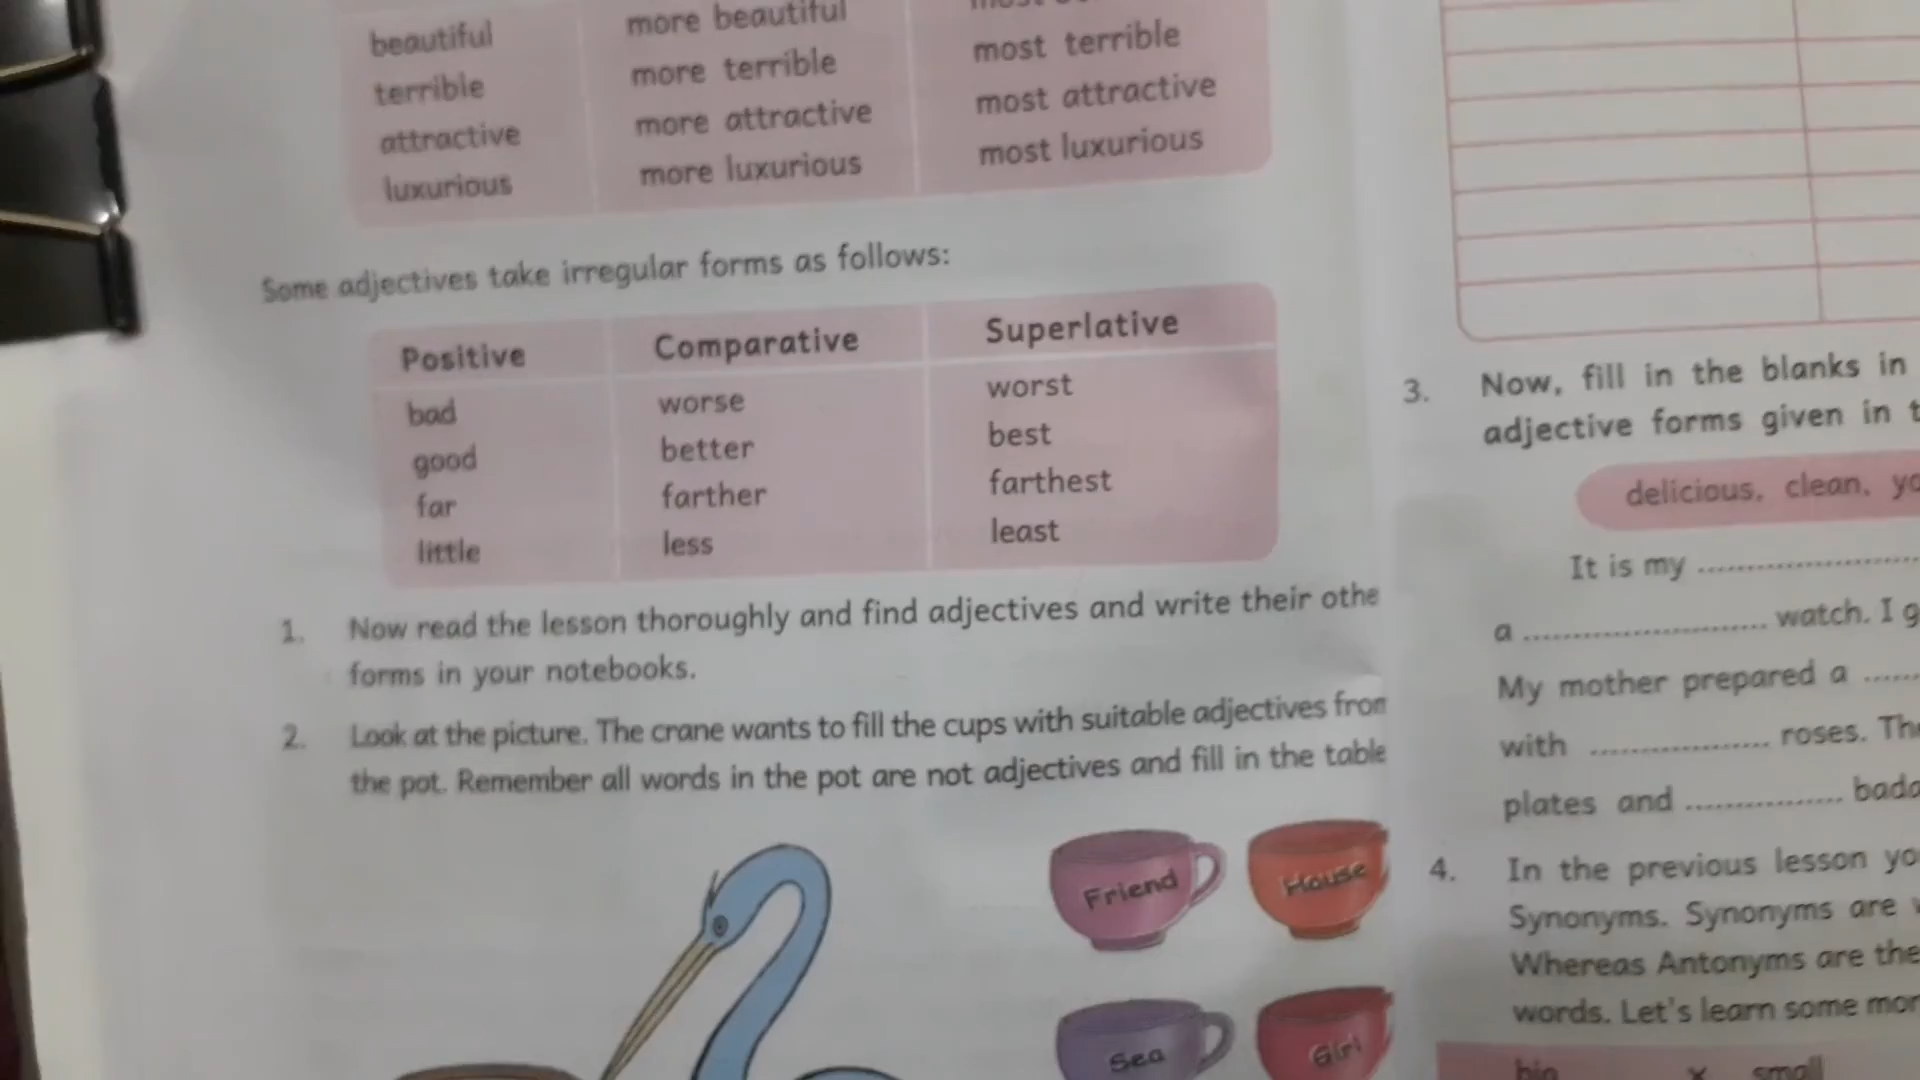 beautiful more beautiful
terrible more terrible most terrible
attractive more attractive most attractive
luxurious more luxurious most luxurious
Some adjectives take irregular forms as follows:
Positive Comparative Superlative
bad worse worst
good better best
far farther farthest
little less least
1. Now read the lesson thoroughly and find adjectives and write their othe
forms in your notebooks.
2. Look at the picture. The crane wants to fill the cups with suitable adjectives from
the pot. Remember all words in the pot are not adjectives and fill in the table
Friend House
Sea Girl
3. Now, fill in the blanks in
adjective forms given in
delicious, clean,
It is my ....................
a .................... watch. I
My mother prepared a ......
with .................... roses.
plates and ....................
4. In the previous lesson yo
Synonyms. Synonyms are
Whereas Antonyms are the
words. Let's learn some mor
big x small